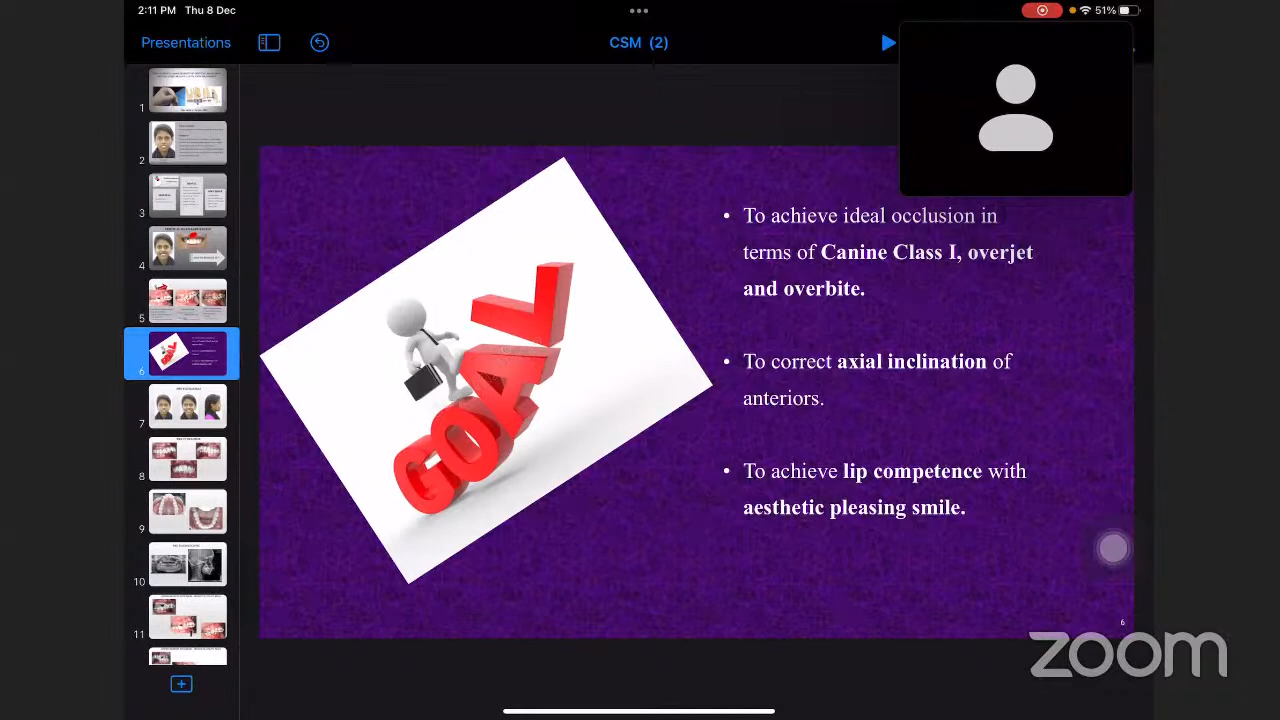 2:11 PM Thu 8 Dec
51%
Presentations
CSM (2)
1
2
3
4
5
6
7
8
9
10
11
GOAL
• To achieve ideal occlusion in
terms of Canine Class I, overjet
and overbite.
• To correct axial inclination of
anteriors.
• To achieve lip competence with
aesthetic pleasing smile.
6
zoom